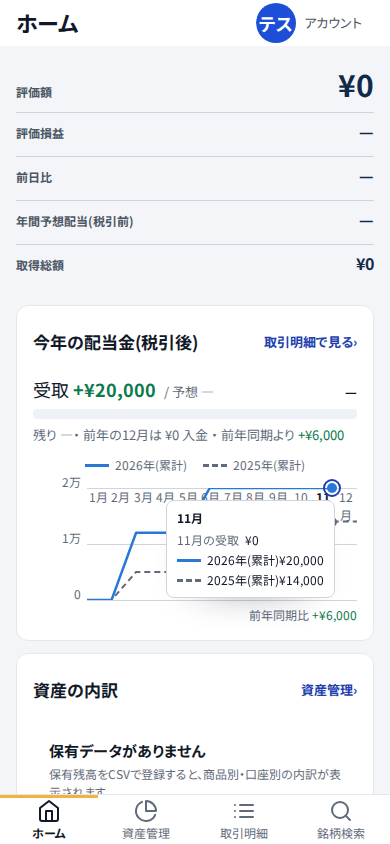 ホーム
テス アカウント
評価額 ¥0
評価損益 —
前日比 —
年間予想配当(税引前) —
取得総額 ¥0
今年の配当金(税引後) 取引明細で見る›
受取 +¥20,000 / 予想 — —
残り —・前年の12月は ¥0 入金・前年同期より +¥6,000
2026年(累計) 2025年(累計)
2万
1月 2月 3月 4月 5月 6月 7月 8月 9月 10 11 12
月
11月
11月の受取 ¥0
1万
2026年(累計)¥20,000
2025年(累計)¥14,000
0
前年同期比 +¥6,000
資産の内訳 資産管理›
保有データがありません
保有残高をCSVで登録すると、商品別・口座別の内訳が表
示されます
ホーム 資産管理 取引明細 銘柄検索